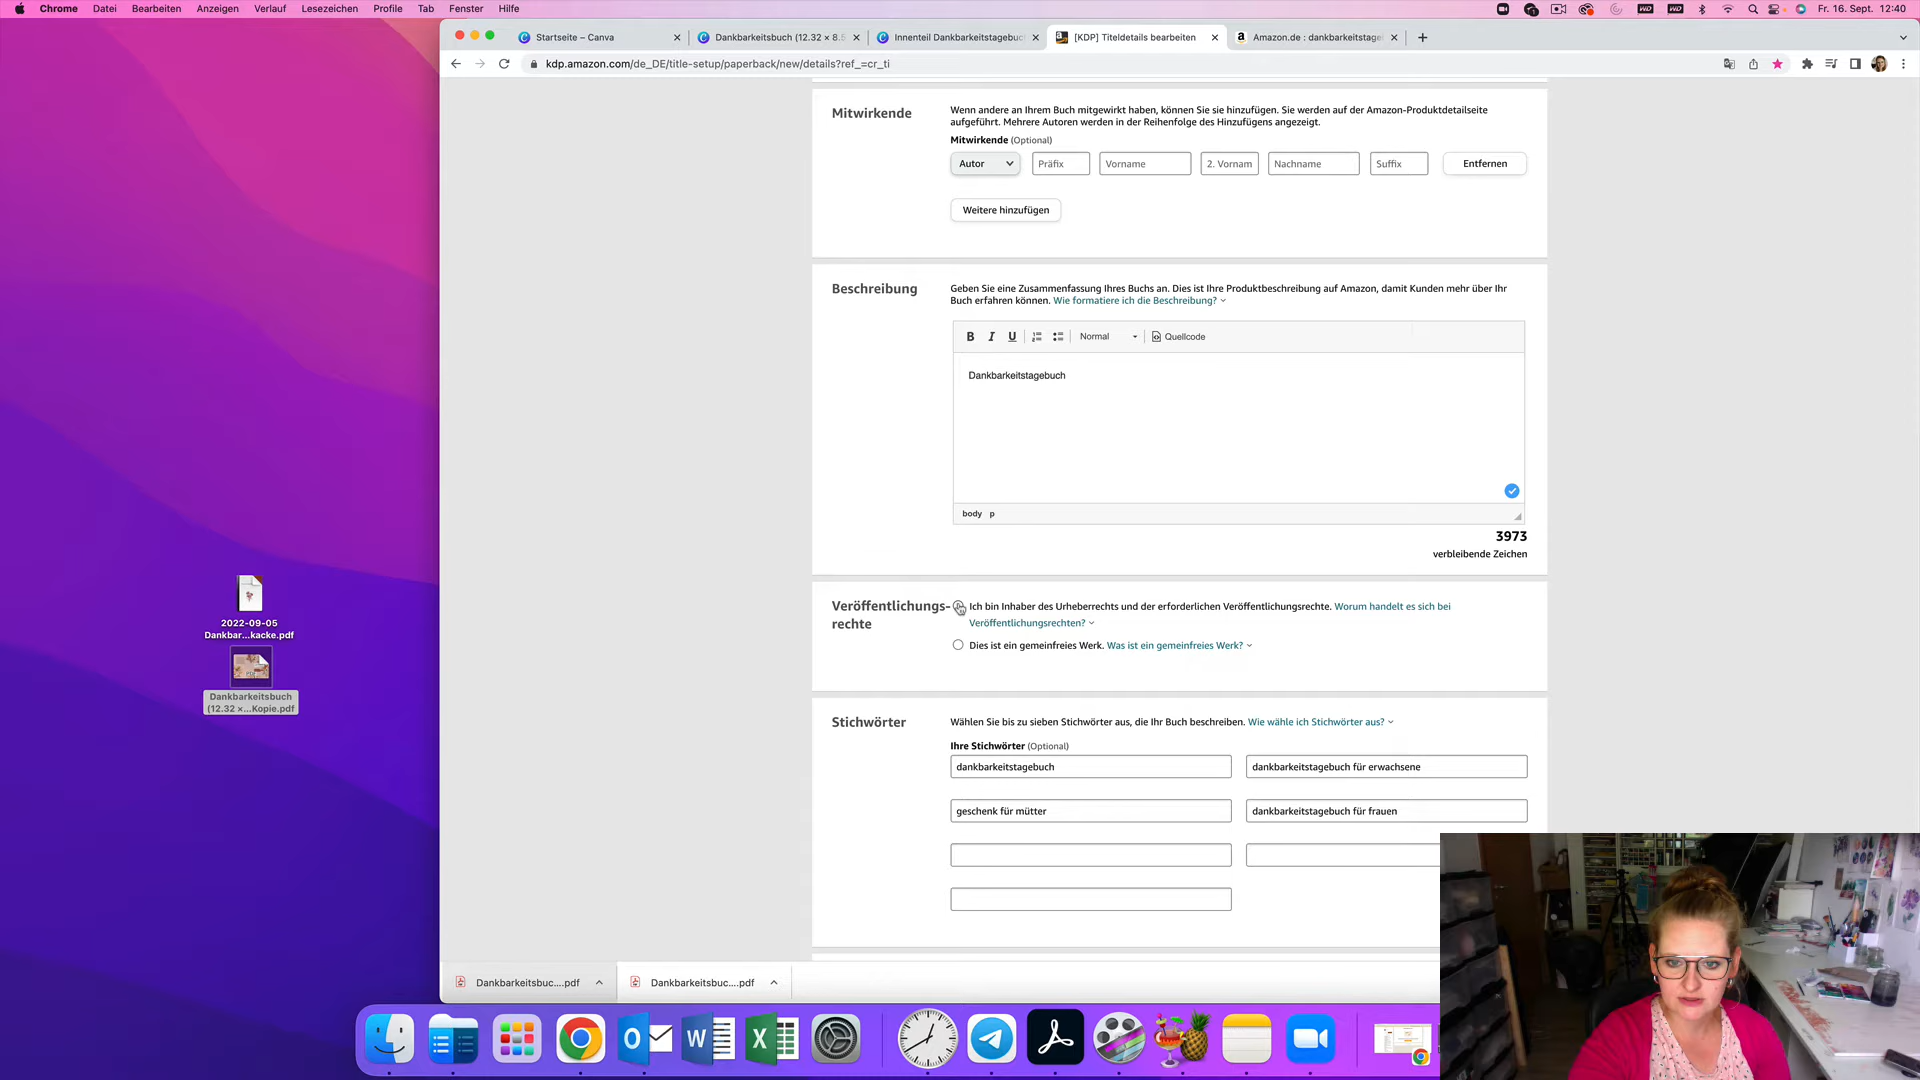 Chrome Datei Bearbeiten Anzeigen Verlauf Lesezeichen Profile Tab Fenster Hilfe Fr. 16. Sept. 12:40
Startseite – Canva Dankbarkeitsbuch (12.32 × 8.5 Innenteil Dankbarkeitstagebuc [KDP] Titeldetails bearbeiten Amazon.de : dankbarkeitstage
kdp.amazon.com/de_DE/title-setup/paperback/new/details?ref_=cr_ti
Mitwirkende
Wenn andere an Ihrem Buch mitgewirkt haben, können Sie sie hinzufügen. Sie werden auf der Amazon-Produktdetailseite
aufgeführt. Mehrere Autoren werden in der Reihenfolge des Hinzufügens angezeigt.
Mitwirkende (Optional)
Autor Präfix Vorname 2. Vornam Nachname Suffix Entfernen
Weitere hinzufügen
Beschreibung
Geben Sie eine Zusammenfassung Ihres Buchs an. Dies ist Ihre Produktbeschreibung auf Amazon, damit Kunden mehr über Ihr
Buch erfahren können. Wie formatiere ich die Beschreibung?
B I U Normal Quellcode
Dankbarkeitstagebuch
body p
3973
verbleibende Zeichen
Veröffentlichungs-
rechte
Ich bin Inhaber des Urheberrechts und der erforderlichen Veröffentlichungsrechte. Worum handelt es sich bei
Veröffentlichungsrechten?
Dies ist ein gemeinfreies Werk. Was ist ein gemeinfreies Werk?
Stichwörter
Wählen Sie bis zu sieben Stichwörter aus, die Ihr Buch beschreiben. Wie wähle ich Stichwörter aus?
Ihre Stichwörter (Optional)
dankbarkeitstagebuch dankbarkeitstagebuch für erwachsene
geschenk für mütter dankbarkeitstagebuch für frauen
2022-09-05
Dankbar...kacke.pdf
Dankbarkeitsbuch
(12.32 ×...Kopie.pdf
Dankbarkeitsbuc....pdf Dankbarkeitsbuc....pdf